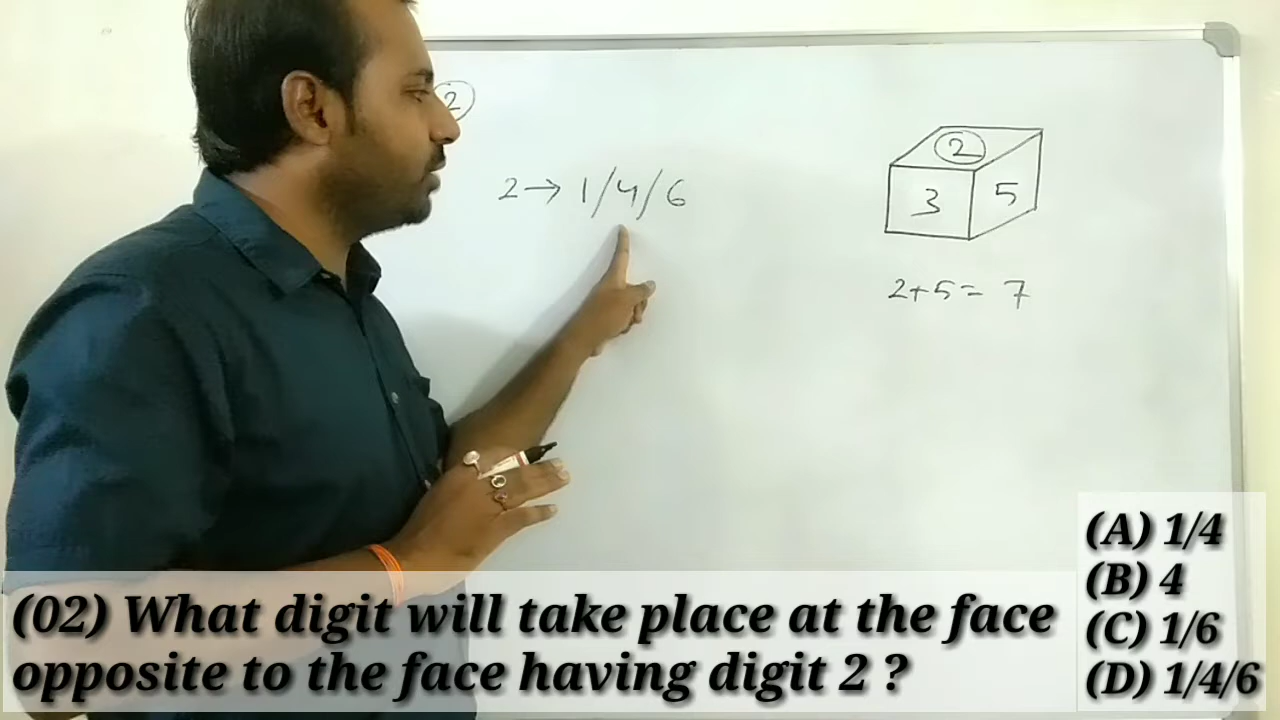 2
2 → 1/4/6
2
3
5
2+5= 7
(A) 1/4
(B) 4
(C) 1/6
(D) 1/4/6
(02) What digit will take place at the face
opposite to the face having digit 2 ?